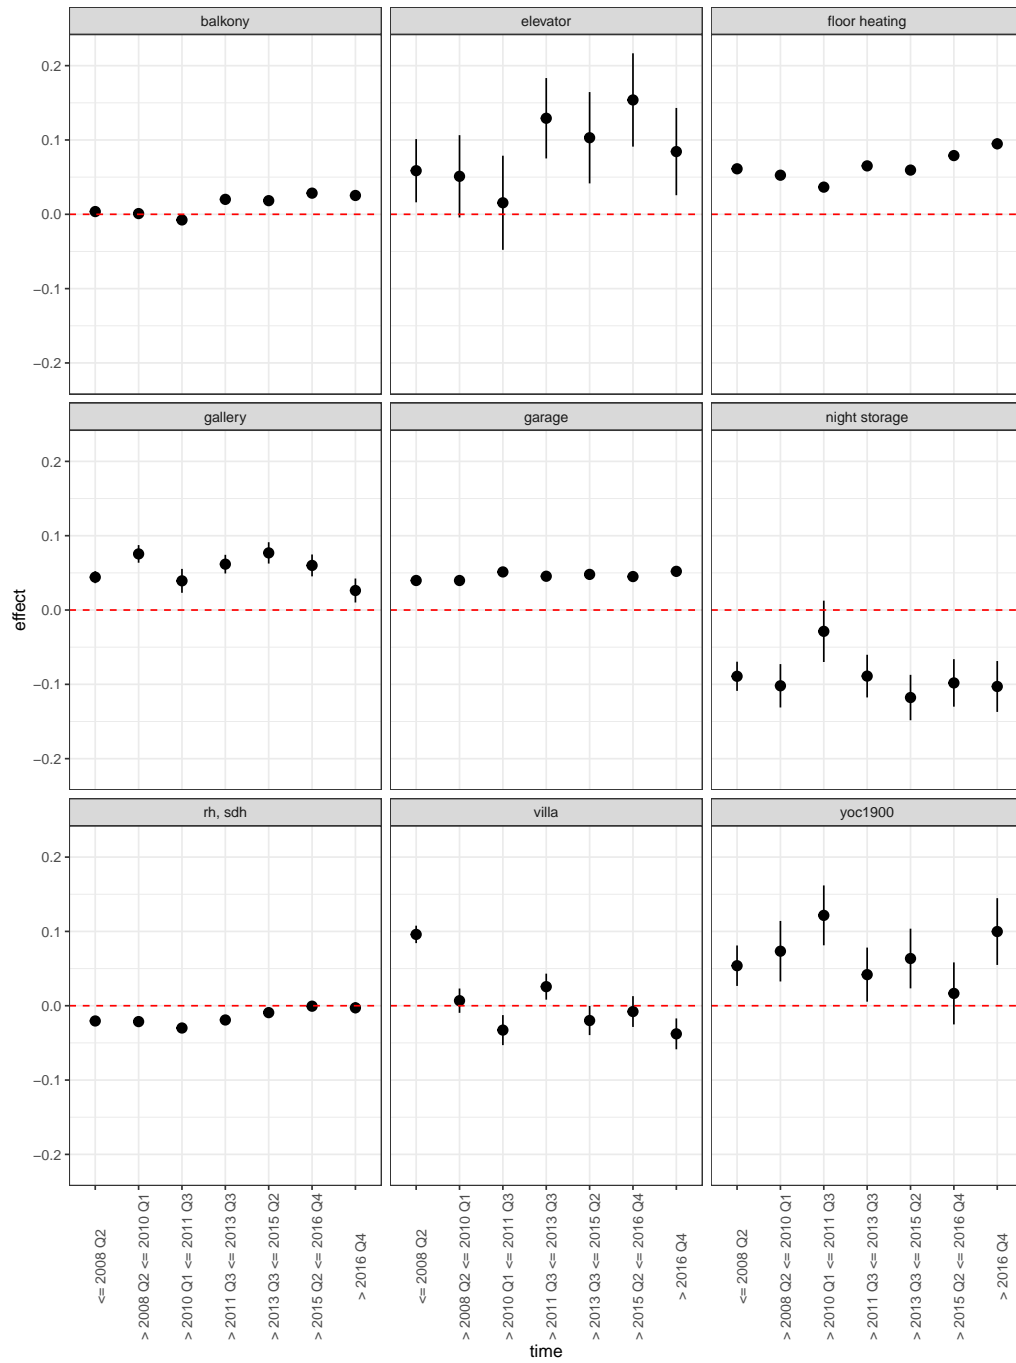 balkony
elevator
floor heating
0.2
0.1
0.0
−0.1
−0.2
gallery
garage
night storage
0.2
0.1
0.0
−0.1
−0.2
effect
rh, sdh
villa
yoc1900
0.2
0.1
0.0
−0.1
−0.2
<= 2008 Q2
> 2008 Q2 <= 2010 Q1
> 2010 Q1 <= 2011 Q3
> 2011 Q3 <= 2013 Q3
> 2013 Q3 <= 2015 Q2
> 2015 Q2 <= 2016 Q4
> 2016 Q4
<= 2008 Q2
> 2008 Q2 <= 2010 Q1
> 2010 Q1 <= 2011 Q3
> 2011 Q3 <= 2013 Q3
> 2013 Q3 <= 2015 Q2
> 2015 Q2 <= 2016 Q4
> 2016 Q4
<= 2008 Q2
> 2008 Q2 <= 2010 Q1
> 2010 Q1 <= 2011 Q3
> 2011 Q3 <= 2013 Q3
> 2013 Q3 <= 2015 Q2
> 2015 Q2 <= 2016 Q4
> 2016 Q4
time